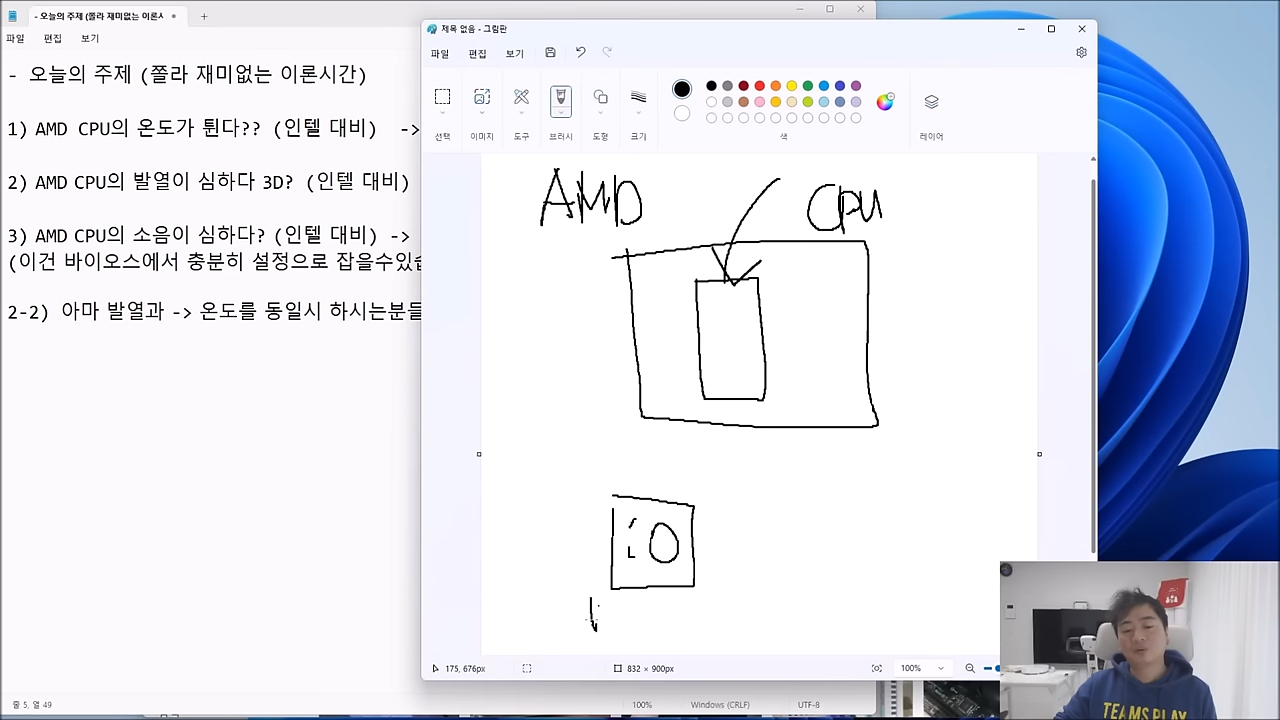 - 오늘의 주제 (쫄라 재미없는 이론시
파일 편집 보기
- 오늘의 주제 (쫄라 재미없는 이론시간)
1) AMD CPU의 온도가 튄다?? (인텔 대비) ->
2) AMD CPU의 발열이 심하다 3D? (인텔 대비)
3) AMD CPU의 소음이 심하다? (인텔 대비) ->
(이건 바이오스에서 충분히 설정으로 잡을수있습
2-2) 아마 발열과 -> 온도를 동일시 하시는분들
줄 5, 열 49
100%
Windows (CRLF)
UTF-8
제목 없음 - 그림판
파일 편집 보기
선택 이미지 도구 브러시 도형 크기 색 레이어
AMD CPU
175, 676px
832 × 900px
100%
TEAMS PLAY